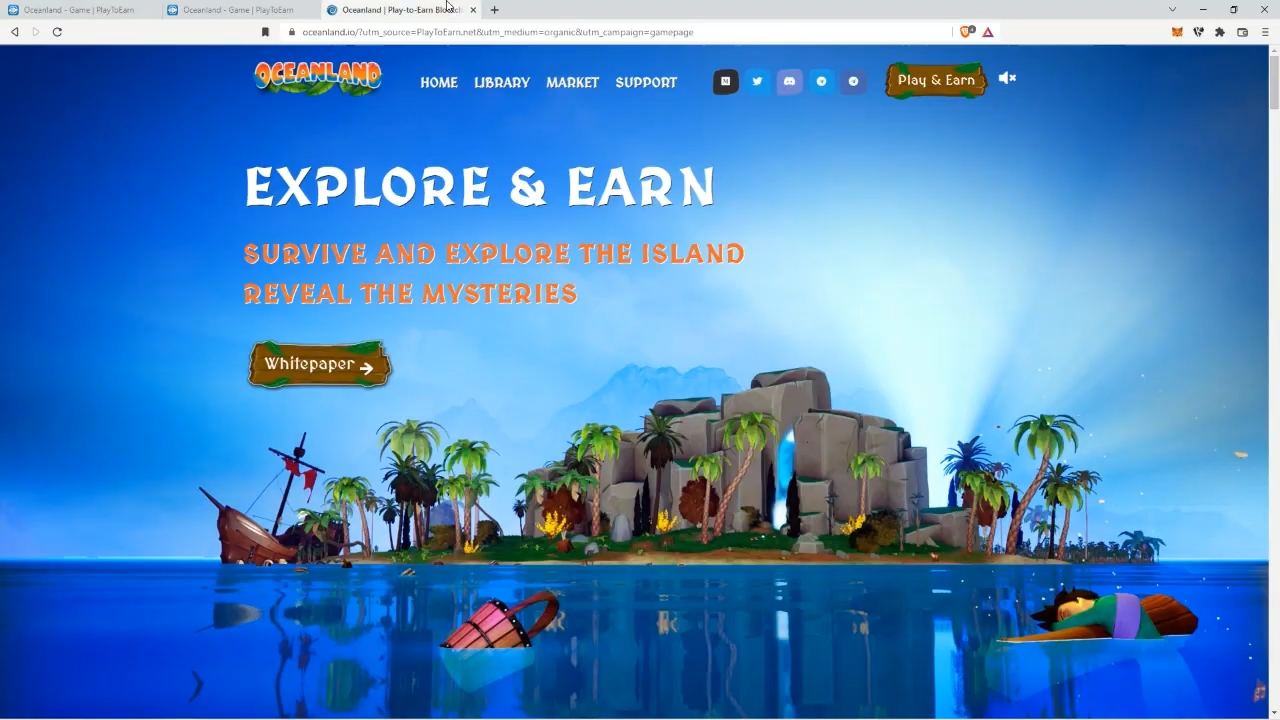 Oceanland - Game | PlayToEarn
Oceanland - Game | PlayToEarn
Oceanland | Play-to-Earn Blockch
oceanland.io/?utm_source=PlayToEarn.net&utm_medium=organic&utm_campaign=gamepage
OCEANLAND
HOME LIBRARY MARKET SUPPORT
Play & Earn
EXPLORE & EARN
SURVIVE AND EXPLORE THE ISLAND
REVEAL THE MYSTERIES
Whitepaper